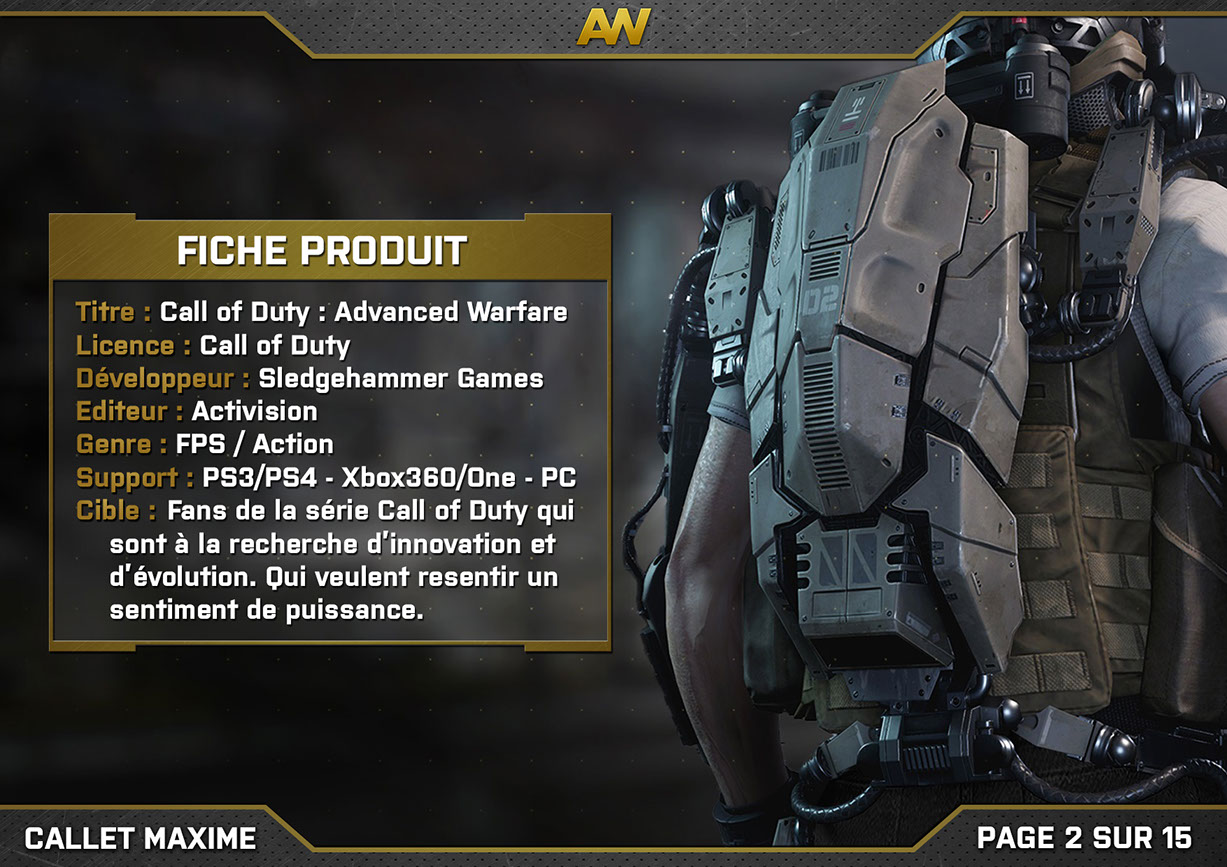 AW
FICHE PRODUIT
Titre : Call of Duty : Advanced Warfare
Licence : Call of Duty
Développeur : Sledgehammer Games
Editeur : Activision
Genre : FPS / Action
Support : PS3/PS4 - Xbox360/One - PC
Cible : Fans de la série Call of Duty qui
sont à la recherche d'innovation et
d'évolution. Qui veulent resentir un
sentiment de puissance.
02
CALLET MAXIME
PAGE 2 SUR 15